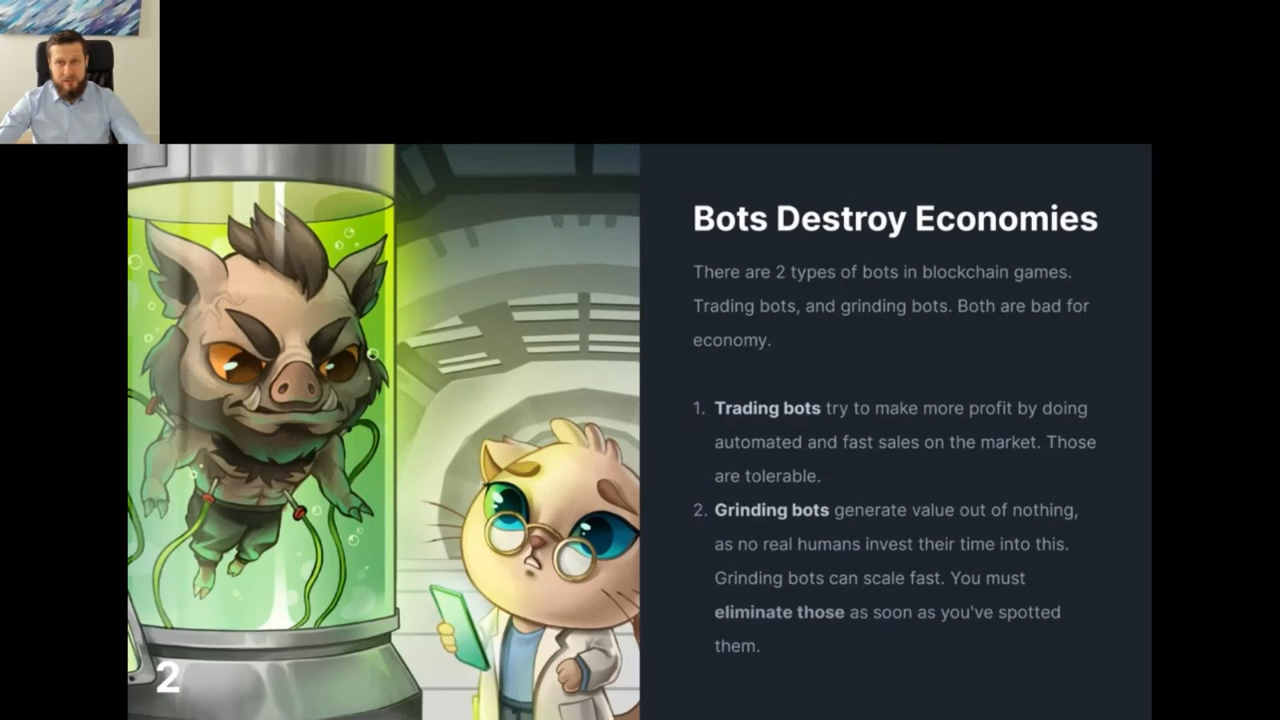 Bots Destroy Economies
There are 2 types of bots in blockchain games.
Trading bots, and grinding bots. Both are bad for
economy.
1. Trading bots try to make more profit by doing
automated and fast sales on the market. Those
are tolerable.
2. Grinding bots generate value out of nothing,
as no real humans invest their time into this.
Grinding bots can scale fast. You must
eliminate those as soon as you've spotted
them.
2